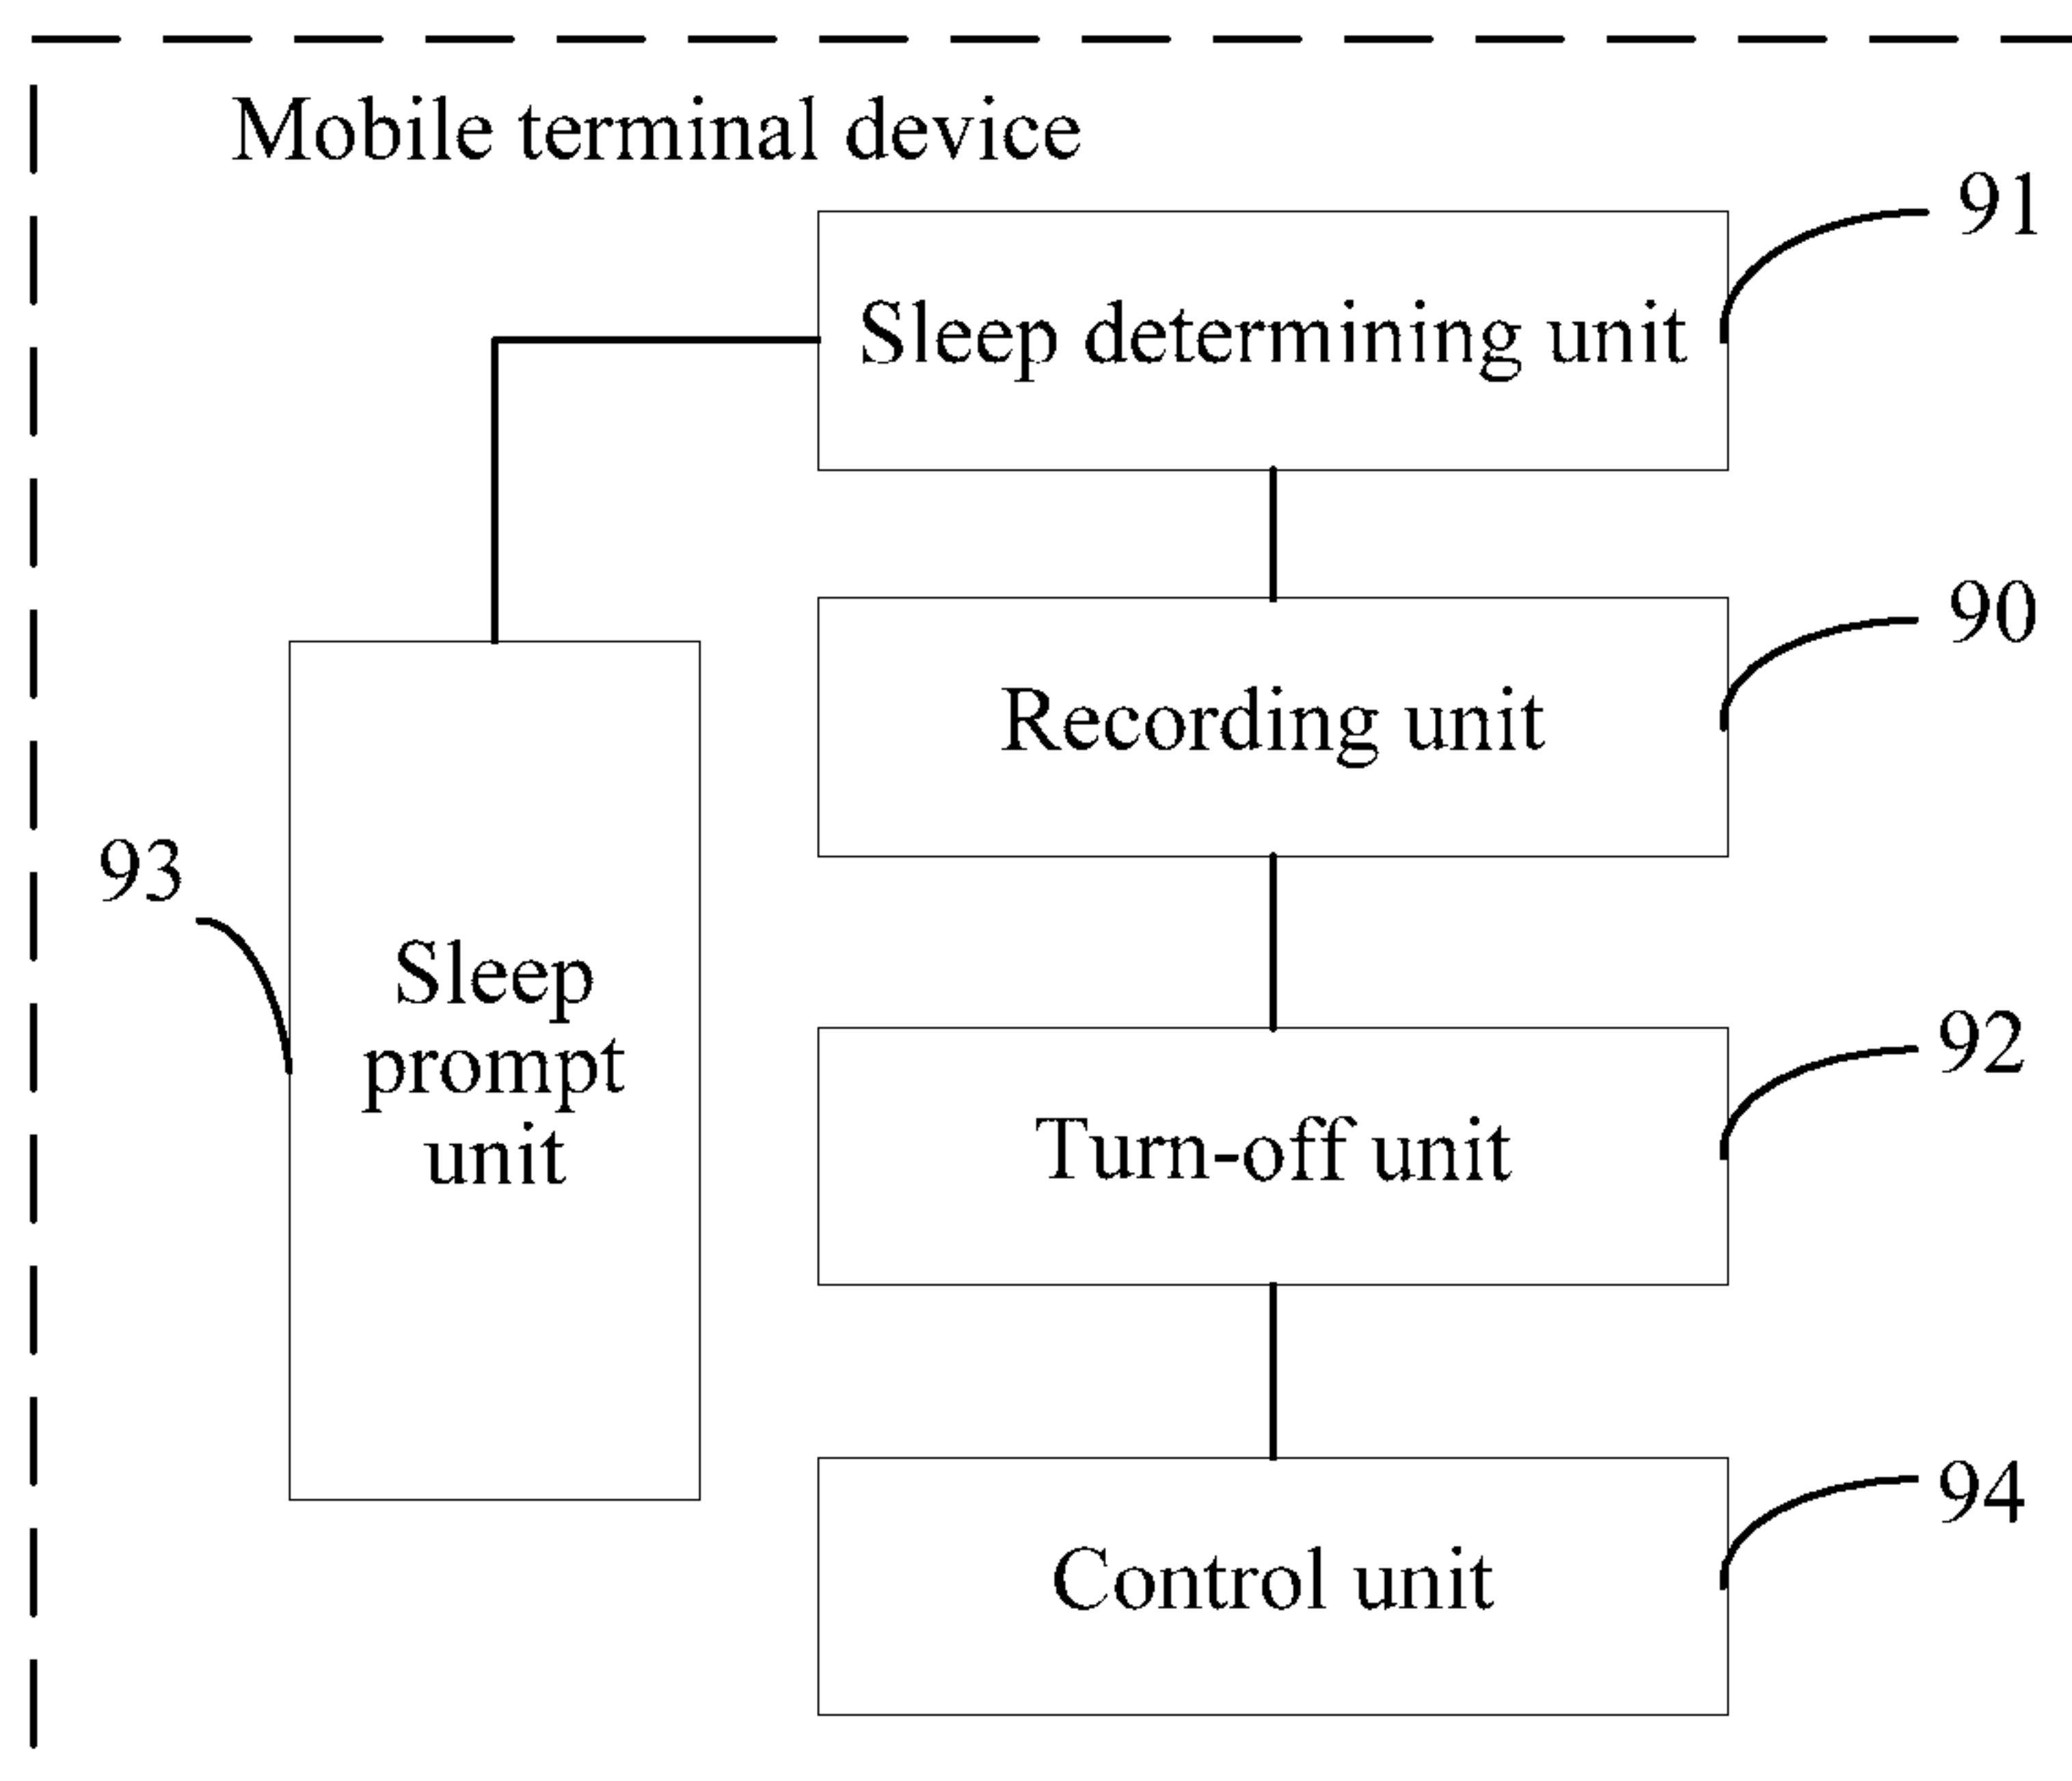 Mobile terminal device
91
Sleep determining unit
90
Recording unit
93
Sleep
prompt
unit
92
Turn-off unit
94
Control unit